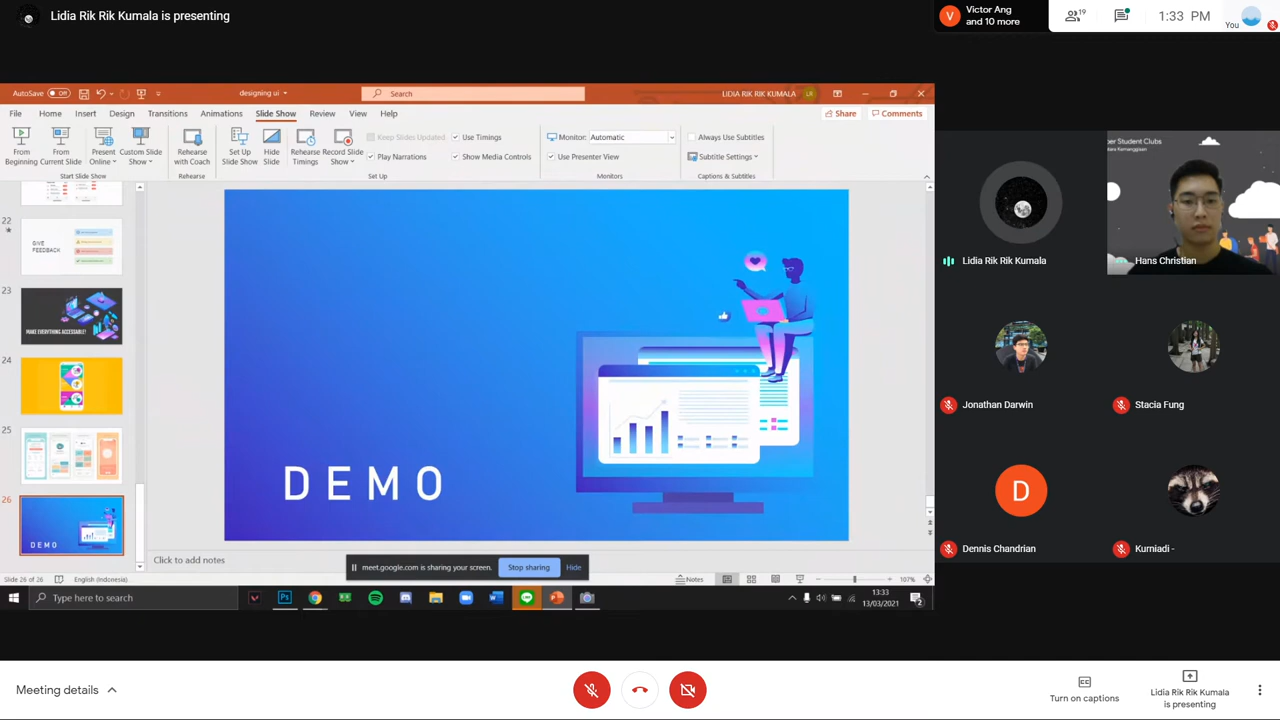 Lidia Rik Rik Kumala is presenting
V
Victor Ang
and 10 more
19
1:33 PM
You
AutoSave Off
designing ui
Search
LIDIA RIK RIK KUMALA
LR
File Home Insert Design Transitions Animations Slide Show Review View Help
Share
Comments
From Beginning
From Current Slide
Present Online
Custom Slide Show
Start Slide Show
Rehearse with Coach
Rehearse
Set Up Slide Show
Hide Slide
Rehearse Timings
Record Slide Show
Keep Slides Updated
Play Narrations
Use Timings
Show Media Controls
Set Up
Monitor: Automatic
Use Presenter View
Monitors
Always Use Subtitles
Subtitle Settings
Captions & Subtitles
22
GIVE
FEEDBACK
23
MAKE EVERYTHING ACCESSABLE!
24
25
26
DEMO
DEMO
Click to add notes
meet.google.com is sharing your screen.
Stop sharing
Hide
Slide 26 of 26
English (Indonesia)
Notes
107%
Type here to search
13:33
13/03/2021
2
per Student Clubs
Lidia Rik Rik Kumala
Hans Christian
Jonathan Darwin
Stacia Fung
D
Dennis Chandrian
Kurniadi -
Meeting details
Turn on captions
Lidia Rik Rik Kumala
is presenting